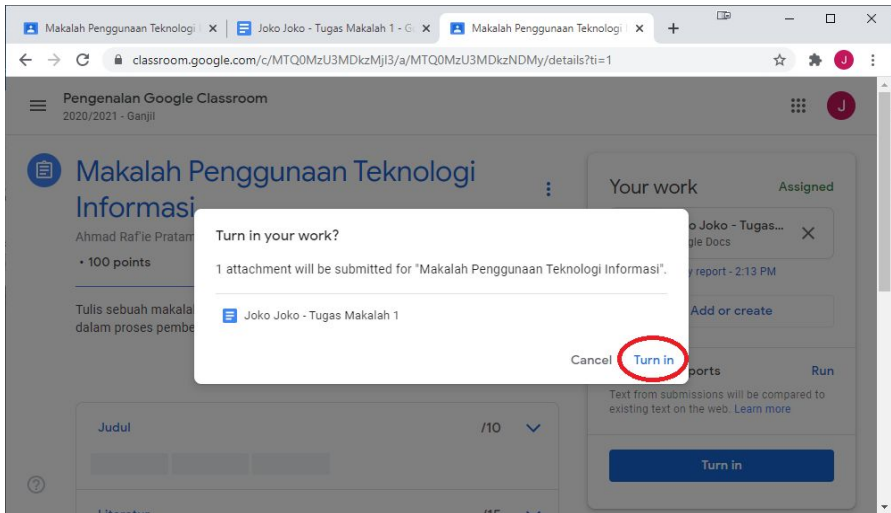 Makalah Penggunaan Teknologi I
Joko Joko - Tugas Makalah 1 - G
Makalah Penggunaan Teknologi I
classroom.google.com/c/MTQ0MzU3MDkzMjI3/a/MTQ0MzU3MDkzNDMy/details?ti=1
J
Pengenalan Google Classroom
2020/2021 - Ganjil
J
Makalah Penggunaan Teknologi
Informasi
Ahmad Raf'ie Pratam
• 100 points
Tulis sebuah makala
dalam proses pembe
Judul /10
Your work Assigned
o Joko - Tugas...
gle Docs
y report - 2:13 PM
Add or create
ports Run
Text from submissions will be compared to
existing text on the web. Learn more
Turn in
Turn in your work?
1 attachment will be submitted for "Makalah Penggunaan Teknologi Informasi".
Joko Joko - Tugas Makalah 1
Cancel Turn in